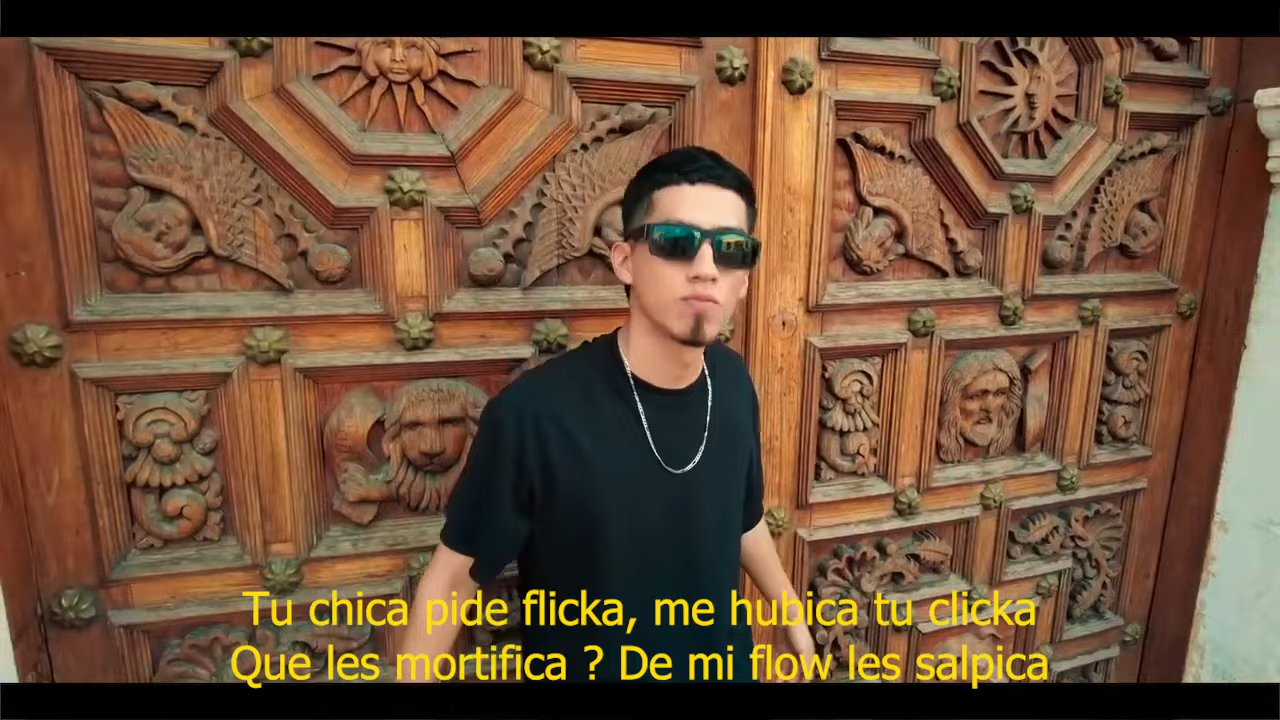 Tu chica pide flicka, me hubica tu clicka
Que les mortifica ? De mi flow les salpica